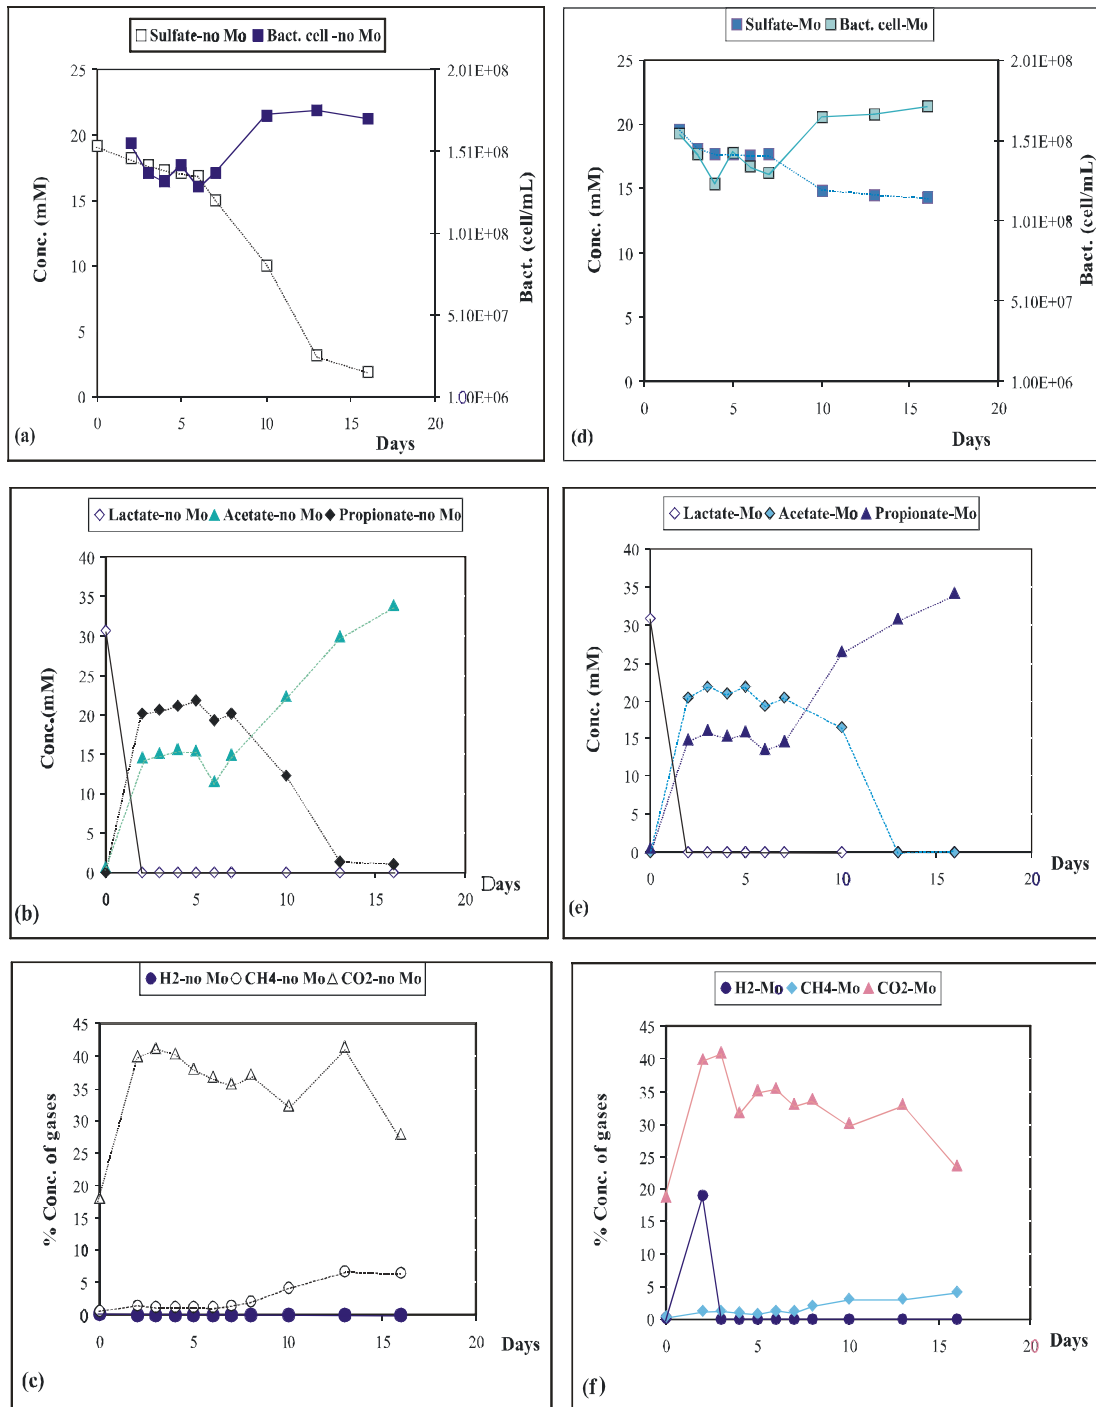 Sulfate-no Mo Bact. cell -no Mo
25
20
15
10
5
0
2.01E+08
1.51E+08
1.01E+08
5.10E+07
1.00E+06
Conc. (mM)
Bact. (cell/mL)
0 5 10 15 20
(a)
Days
Sulfate-Mo Bact. cell-Mo
25
20
15
10
5
0
2.01E+08
1.51E+08
1.01E+08
5.10E+07
1.00E+06
Conc. (mM)
Bact. (cell/mL)
0 5 10 15 20
(d)
Days
Lactate-no Mo Acetate-no Mo Propionate-no Mo
40
35
30
25
20
15
10
5
0
Conc.(mM)
0 5 10 15 20
Days
(b)
Lactate-Mo Acetate-Mo Propionate-Mo
40
35
30
25
20
15
10
5
0
Conc. (mM)
0 5 10 15 20
Days
(e)
H2-no Mo CH4-no Mo CO2-no Mo
45
40
35
30
25
20
15
10
5
0
% Conc. of gases
0 5 10 15 20
Days
(c)
H2-Mo CH4-Mo CO2-Mo
45
40
35
30
25
20
15
10
5
0
% Conc. of gases
0 5 10 15 20
Days
(f)